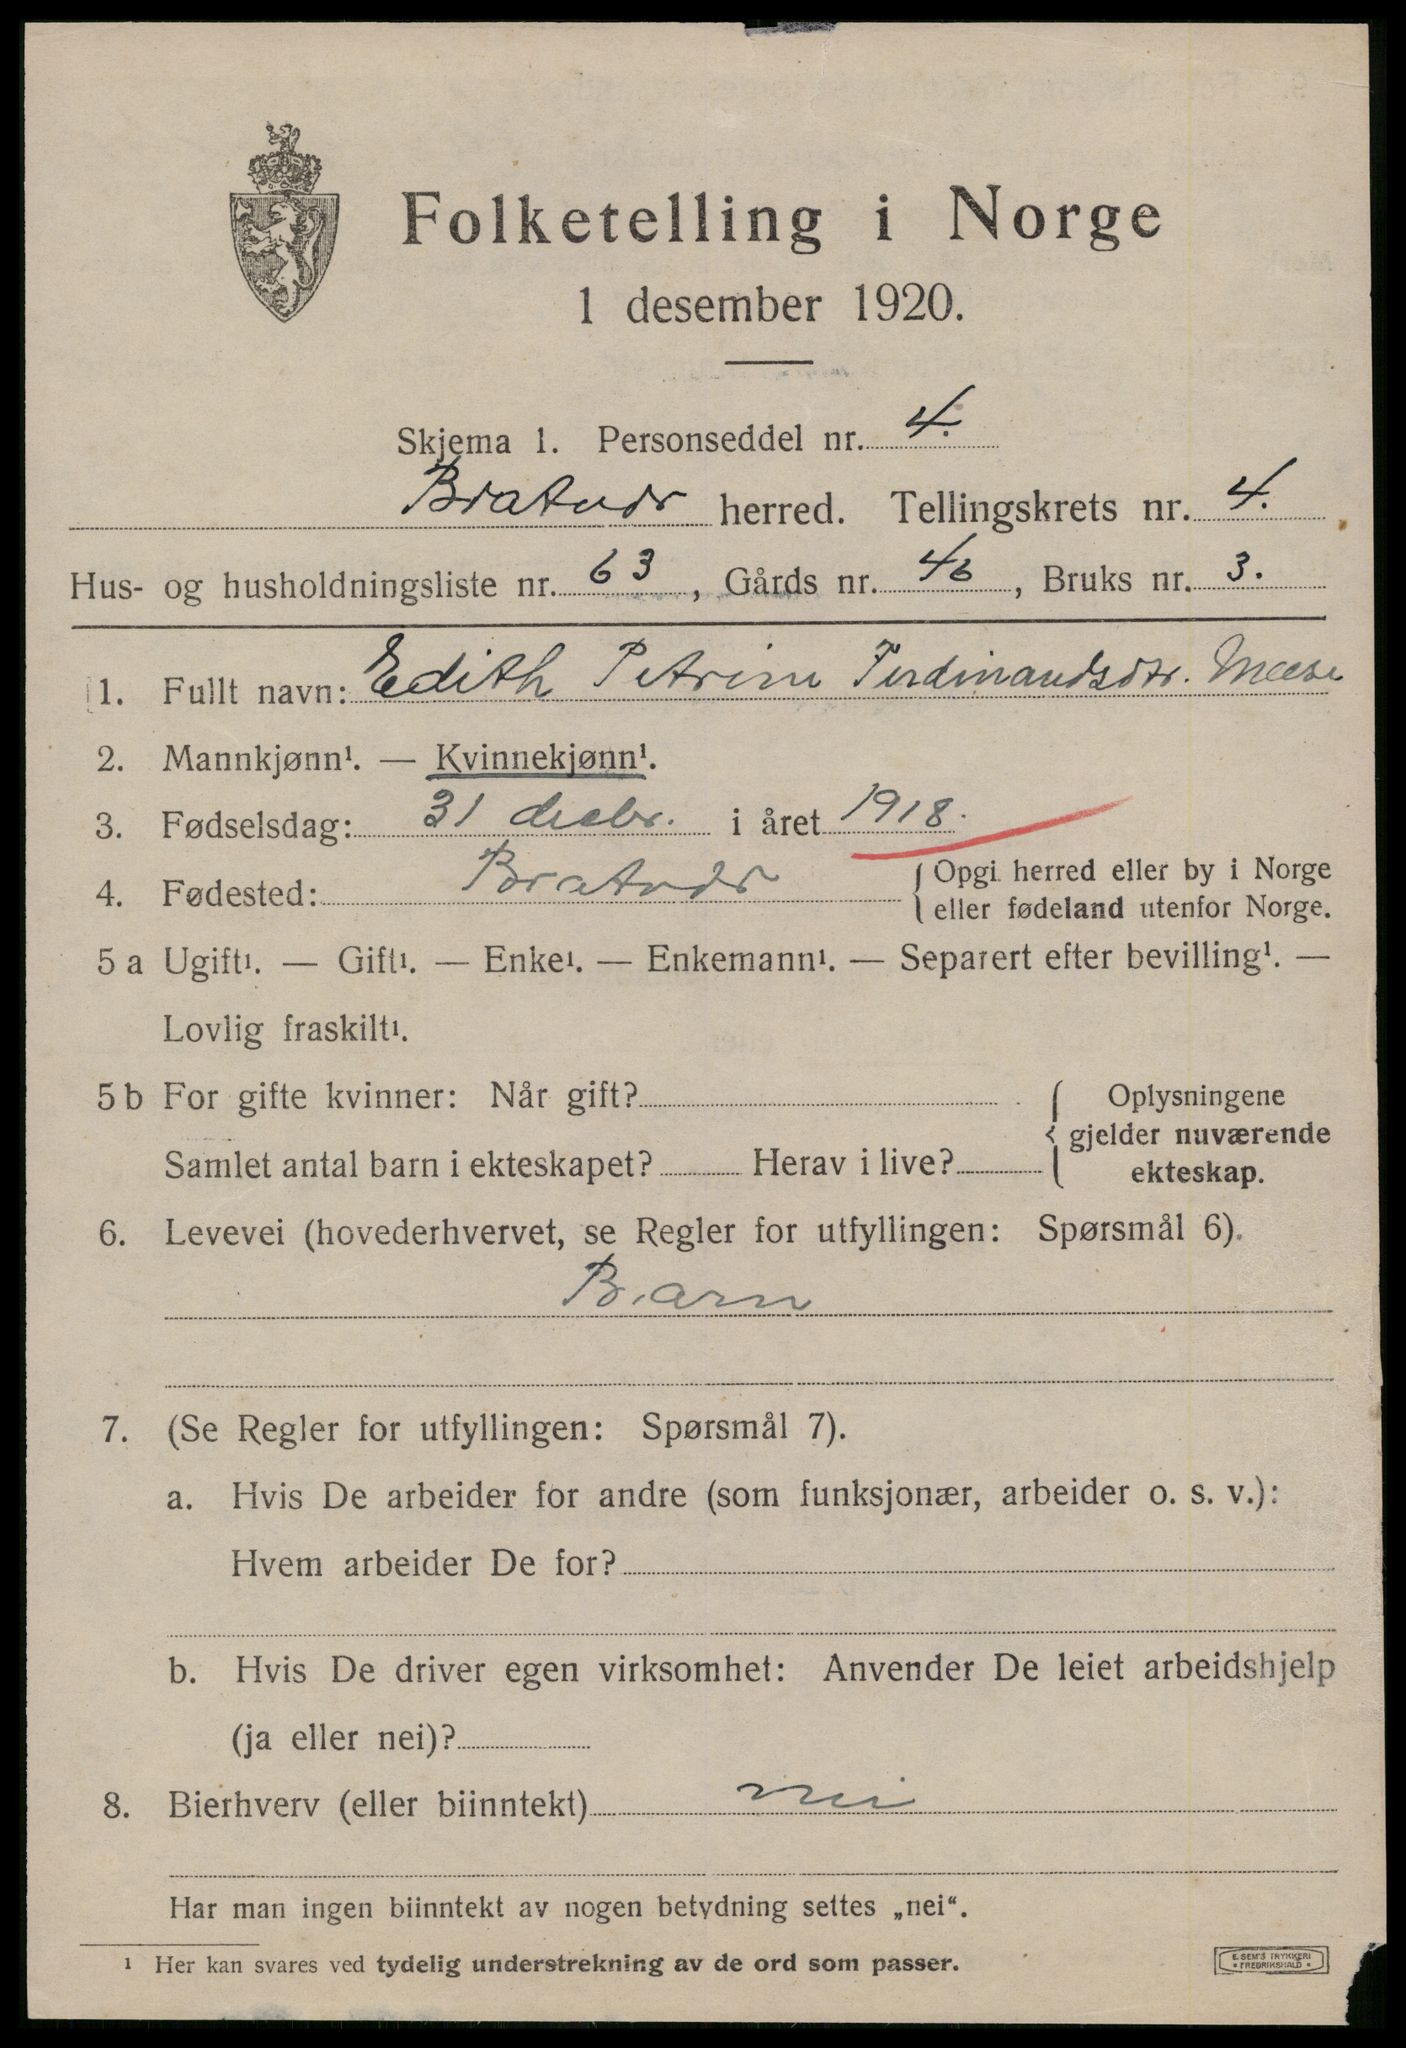 Folketelling i Norge
1 desember 1920.
Skjema 1. Personseddel nr. 4.
Bratvær herred. Tellingskrets nr. 4.
Hus- og husholdningsliste nr. 63, Gårds nr. 46, Bruks nr. 3.
1. Fullt navn: Edith Petrine Ferdinandsdtr.
2. Mannkjønn¹. — Kvinnekjønn¹.
3. Fødselsdag: 31 decbr. i året 1918.
4. Fødested: Bratvær { Opgi herred eller by i Norge
eller fødeland utenfor Norge.
5 a Ugift¹. — Gift¹. — Enke¹. — Enkemann¹. — Separert efter bevilling¹. —
Lovlig fraskilt¹.
5 b For gifte kvinner: Når gift?
Samlet antal barn i ekteskapet? Herav i live?
{ Oplysningene
gjelder nuværende
ekteskap.
6. Levevei (hovederhvervet, se Regler for utfyllingen: Spørsmål 6).
Barn
7. (Se Regler for utfyllingen: Spørsmål 7).
a. Hvis De arbeider for andre (som funksjonær, arbeider o. s. v.):
Hvem arbeider De for?
b. Hvis De driver egen virksomhet: Anvender De leiet arbeidshjelp
(ja eller nei)?
8. Bierhverv (eller biinntekt) nei
Har man ingen biinntekt av nogen betydning settes „nei“.
¹ Her kan svares ved tydelig understrekning av de ord som passer.
E. SEM'S TRYKKERI
* FREDRIKSHALD *